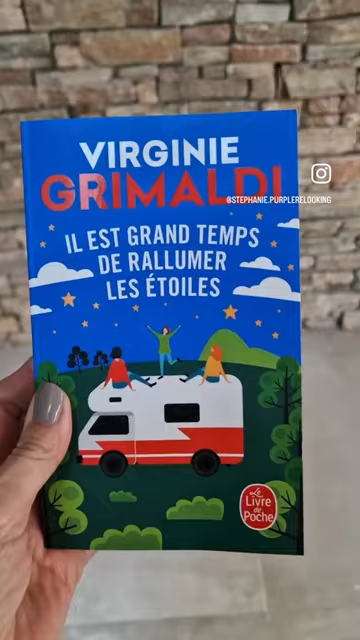 VIRGINIE
GRIMALDI
@STEPHANIE.PURPLERELOOKING
IL EST GRAND TEMPS
DE RALLUMER
LES ÉTOILES
Le
Livre
de
Poche